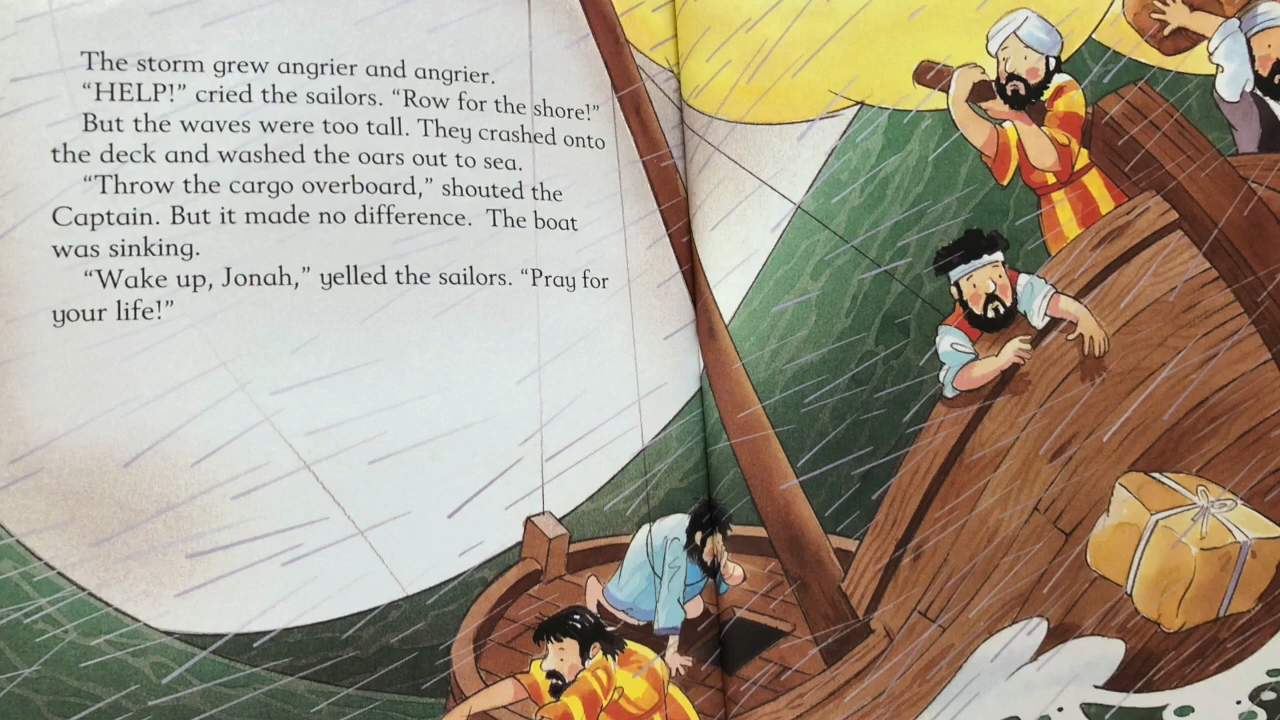 The storm grew angrier and angrier.
“HELP!” cried the sailors. “Row for the shore!”
But the waves were too tall. They crashed onto
the deck and washed the oars out to sea.
“Throw the cargo overboard,” shouted the
Captain. But it made no difference. The boat
was sinking.
“Wake up, Jonah,” yelled the sailors. “Pray for
your life!”